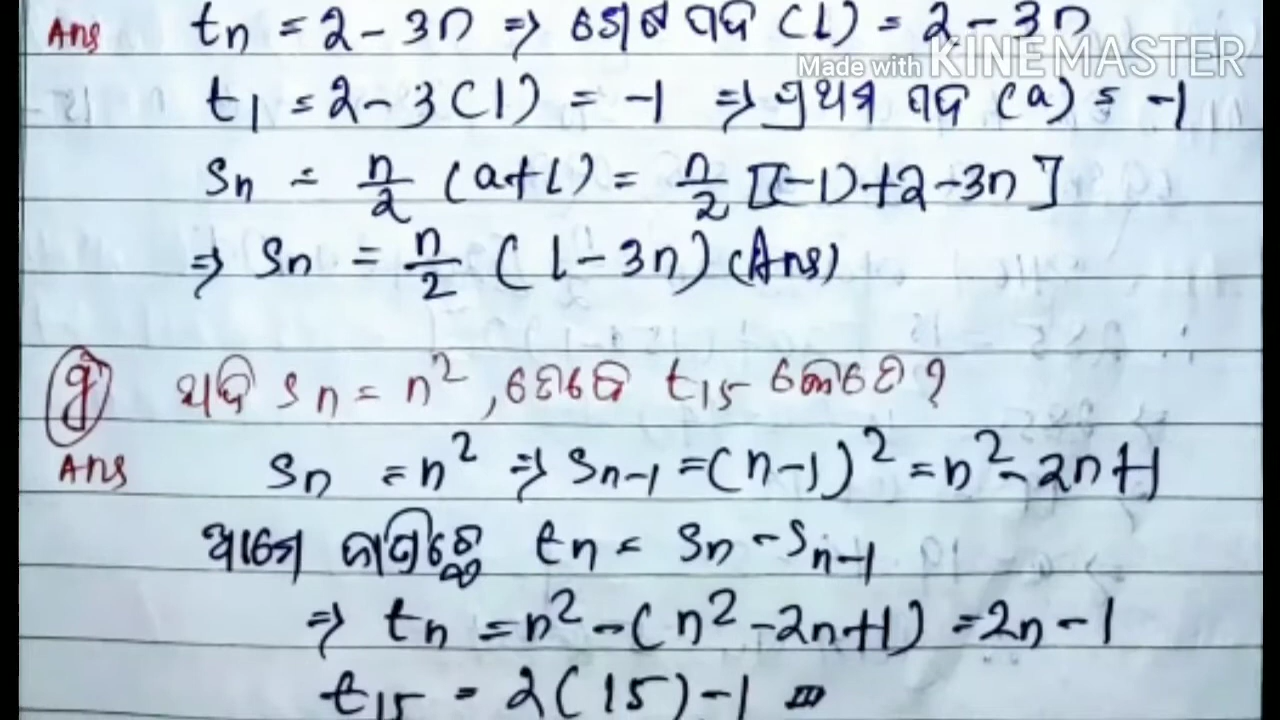 Ans tn = 2 - 3n ⇒ ଶେଷ ପଦ (l) = 2 - 3n
Made with KINEMASTER
t1 = 2 - 3(1) = -1 ⇒ ପ୍ରଥମ ପଦ (a) = -1
Sn = n/2 (a+l) = n/2 [(-1)+2-3n]
⇒ Sn = n/2 (1-3n) (Ans)
ଯଦି Sn = n², ତେବେ t15 କେତେ ?
Ans Sn = n² ⇒ Sn-1 = (n-1)² = n² - 2n+1
ଆମେ ଜାଣିଛେ tn = Sn - Sn-1
⇒ tn = n² - (n² - 2n+1) = 2n - 1
t15 = 2(15) - 1